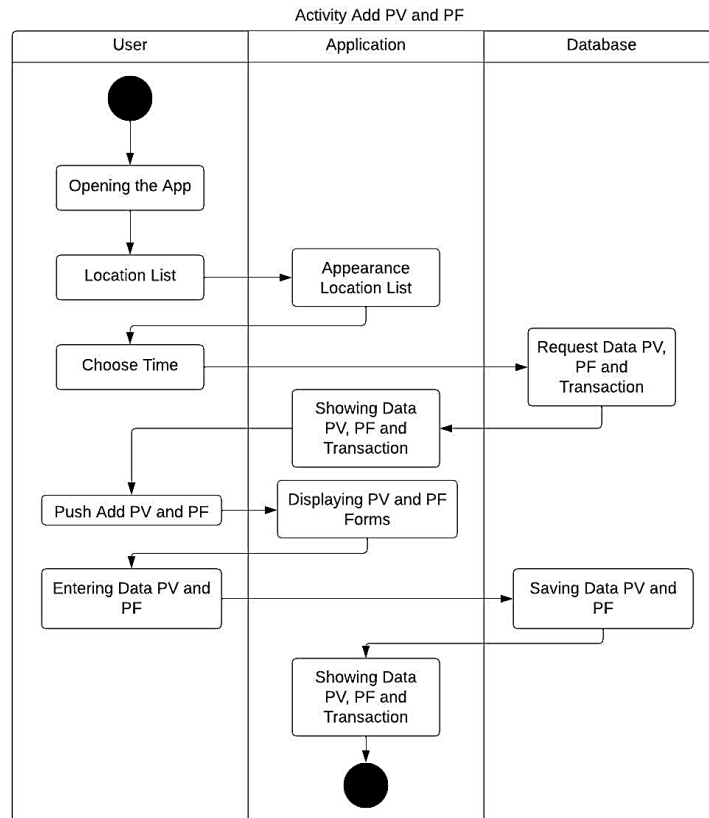 Activity Add PV and PF
User
Application
Database
Opening the App
Location List
Appearance
Location List
Choose Time
Request Data PV,
PF and
Transaction
Showing Data
PV, PF and
Transaction
Push Add PV and PF
Displaying PV and PF
Forms
Entering Data PV and
PF
Saving Data PV and
PF
Showing Data
PV, PF and
Transaction